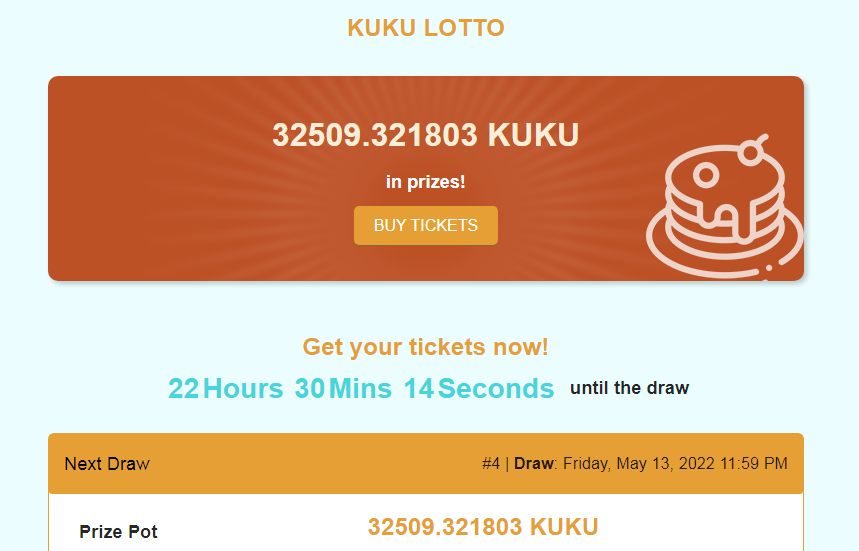 KUKU LOTTO
32509.321803 KUKU
in prizes!
BUY TICKETS
Get your tickets now!
22 Hours 30 Mins 14 Seconds until the draw
Next Draw #4 | Draw: Friday, May 13, 2022 11:59 PM
Prize Pot 32509.321803 KUKU